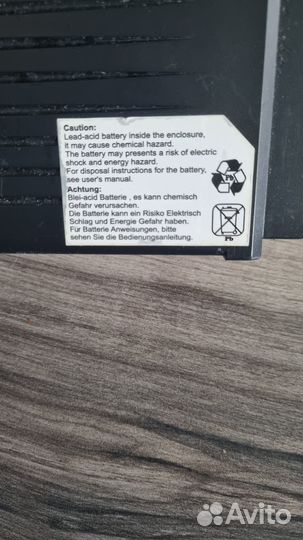 Caution:
Lead-acid battery inside the enclosure,
it may cause chemical hazard.
The battery may presents a risk of electric
shock and energy hazard.
For disposal instructions for the battery,
see user's manual.
Achtung:
Blei-acid Batterie , es kann chemisch
Gefahr verursachen.
Die Batterie kann ein Risiko Elektrisch
Schlag und Energie Gefahr haben.
Für Batterie Anweisungen, bitte
sehen Sie die Bedienungsanleitung.
Pb
Pb
Avito